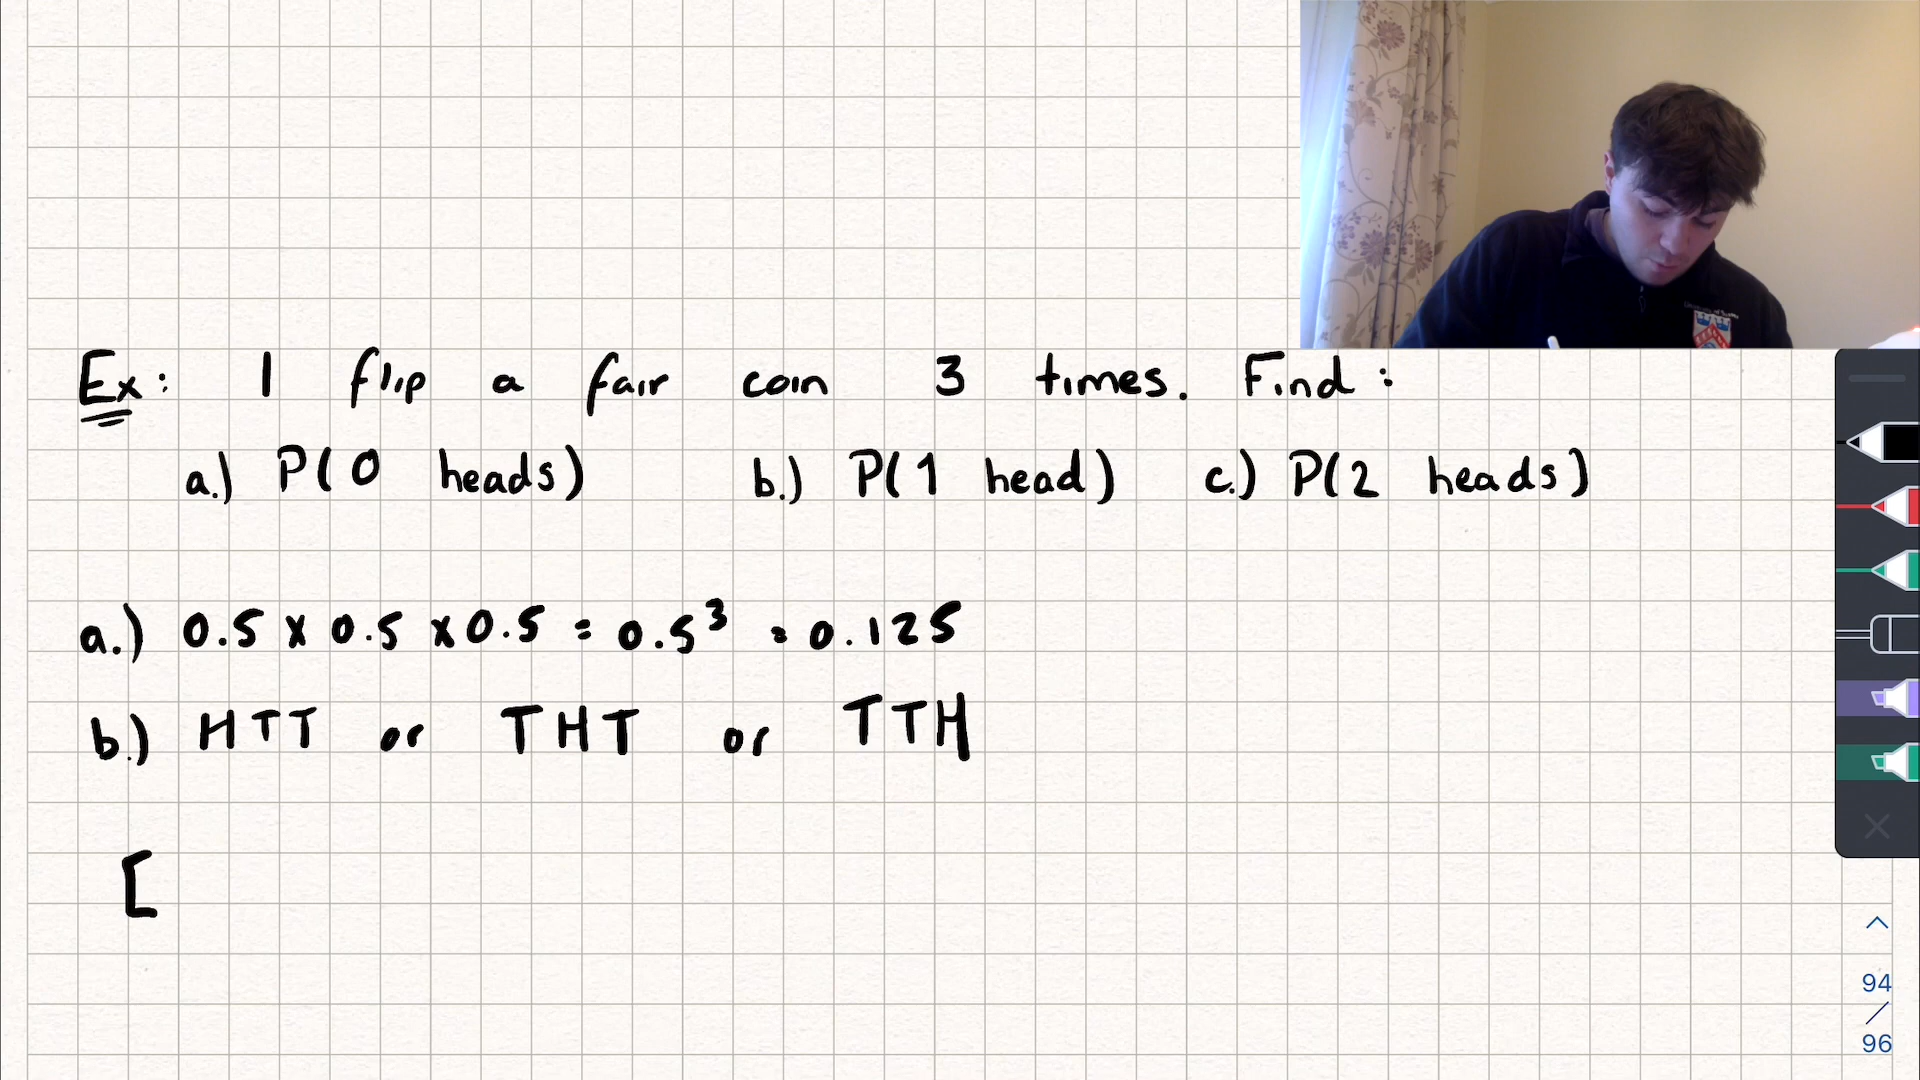 Ex: I flip a fair coin 3 times. Find:
a.) P(0 heads) b.) P(1 head) c.) P(2 heads)
a.) 0.5 x 0.5 x 0.5 = 0.5³ = 0.125
b.) HTT or THT or TTH
[
94
/
96